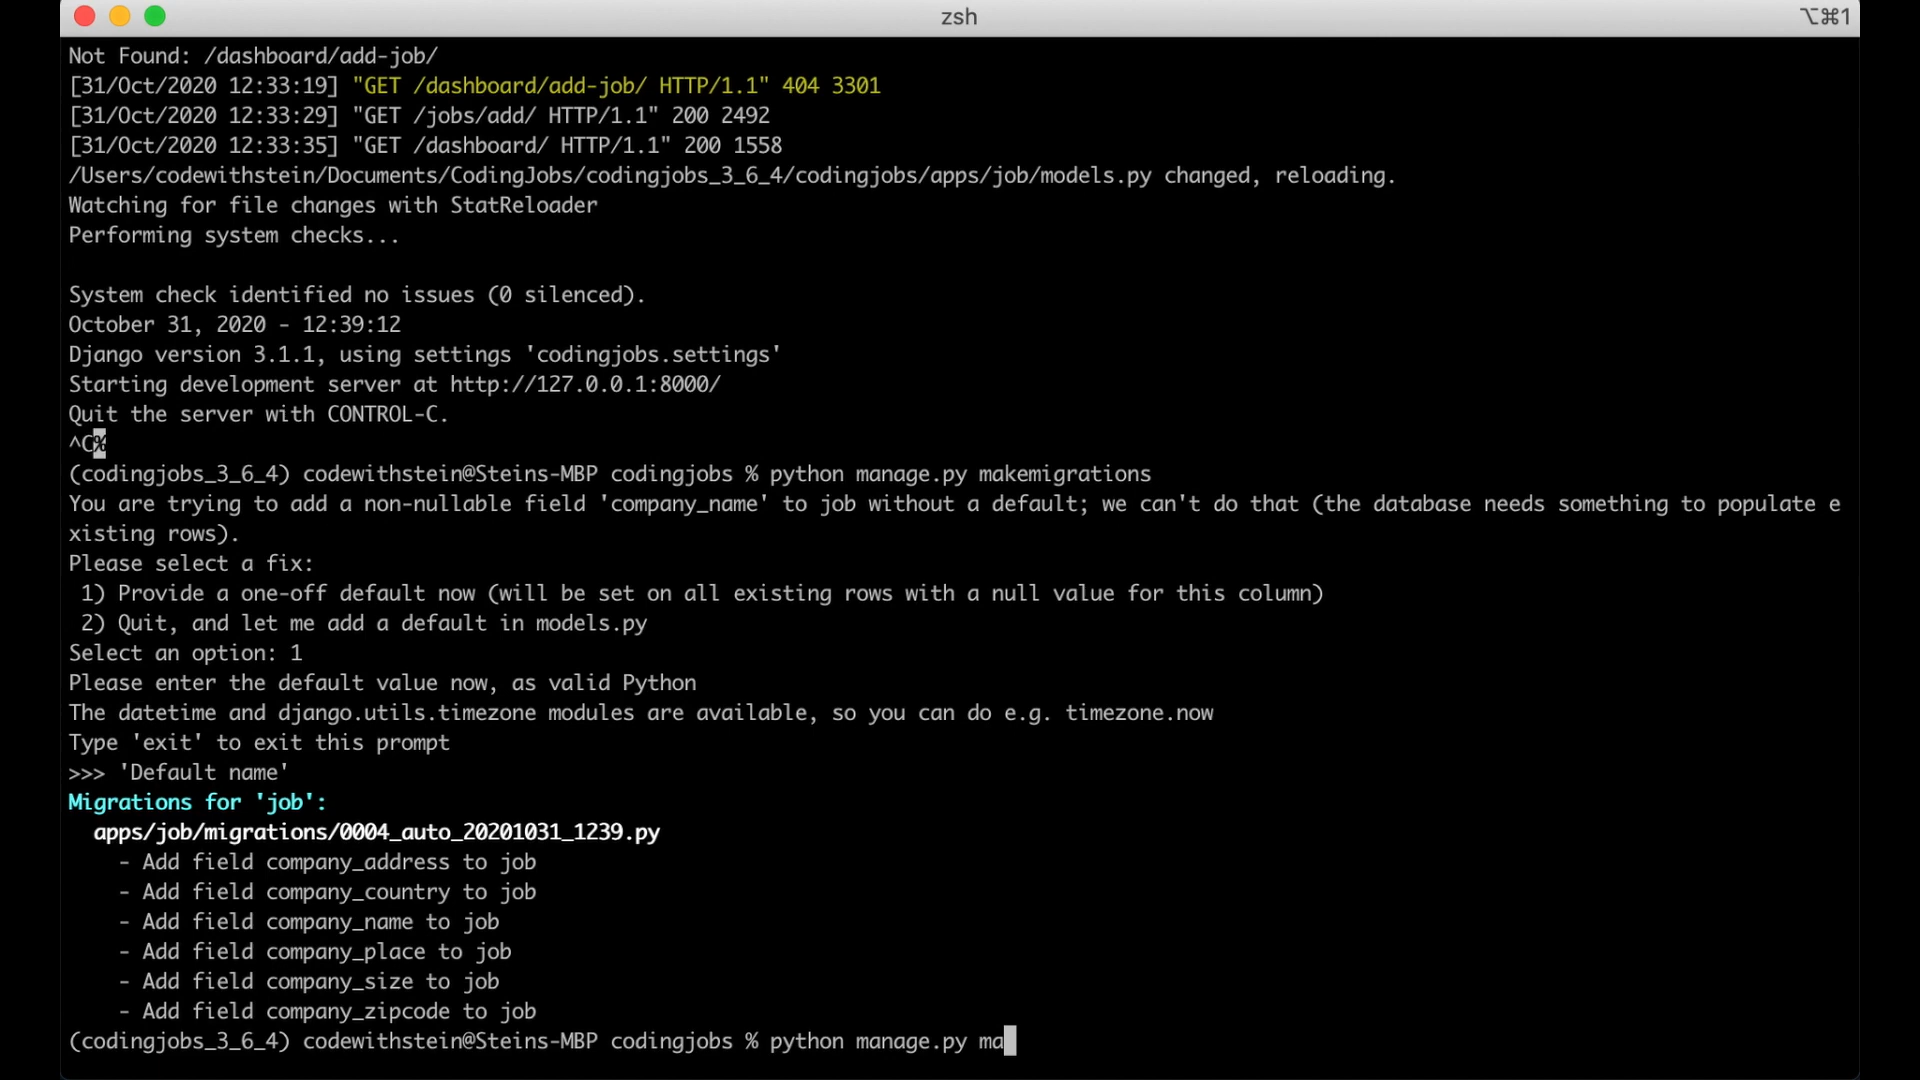 zsh
⌥⌘1
Not Found: /dashboard/add-job/
[31/Oct/2020 12:33:19] "GET /dashboard/add-job/ HTTP/1.1" 404 3301
[31/Oct/2020 12:33:29] "GET /jobs/add/ HTTP/1.1" 200 2492
[31/Oct/2020 12:33:35] "GET /dashboard/ HTTP/1.1" 200 1558
/Users/codewithstein/Documents/CodingJobs/codingjobs_3_6_4/codingjobs/apps/job/models.py changed, reloading.
Watching for file changes with StatReloader
Performing system checks...
System check identified no issues (0 silenced).
October 31, 2020 - 12:39:12
Django version 3.1.1, using settings 'codingjobs.settings'
Starting development server at http://127.0.0.1:8000/
Quit the server with CONTROL-C.
^C%
(codingjobs_3_6_4) codewithstein@Steins-MBP codingjobs % python manage.py makemigrations
You are trying to add a non-nullable field 'company_name' to job without a default; we can't do that (the database needs something to populate e
xisting rows).
Please select a fix:
 1) Provide a one-off default now (will be set on all existing rows with a null value for this column)
 2) Quit, and let me add a default in models.py
Select an option: 1
Please enter the default value now, as valid Python
The datetime and django.utils.timezone modules are available, so you can do e.g. timezone.now
Type 'exit' to exit this prompt
>>> 'Default name'
Migrations for 'job':
  apps/job/migrations/0004_auto_20201031_1239.py
    - Add field company_address to job
    - Add field company_country to job
    - Add field company_name to job
    - Add field company_place to job
    - Add field company_size to job
    - Add field company_zipcode to job
(codingjobs_3_6_4) codewithstein@Steins-MBP codingjobs % python manage.py ma